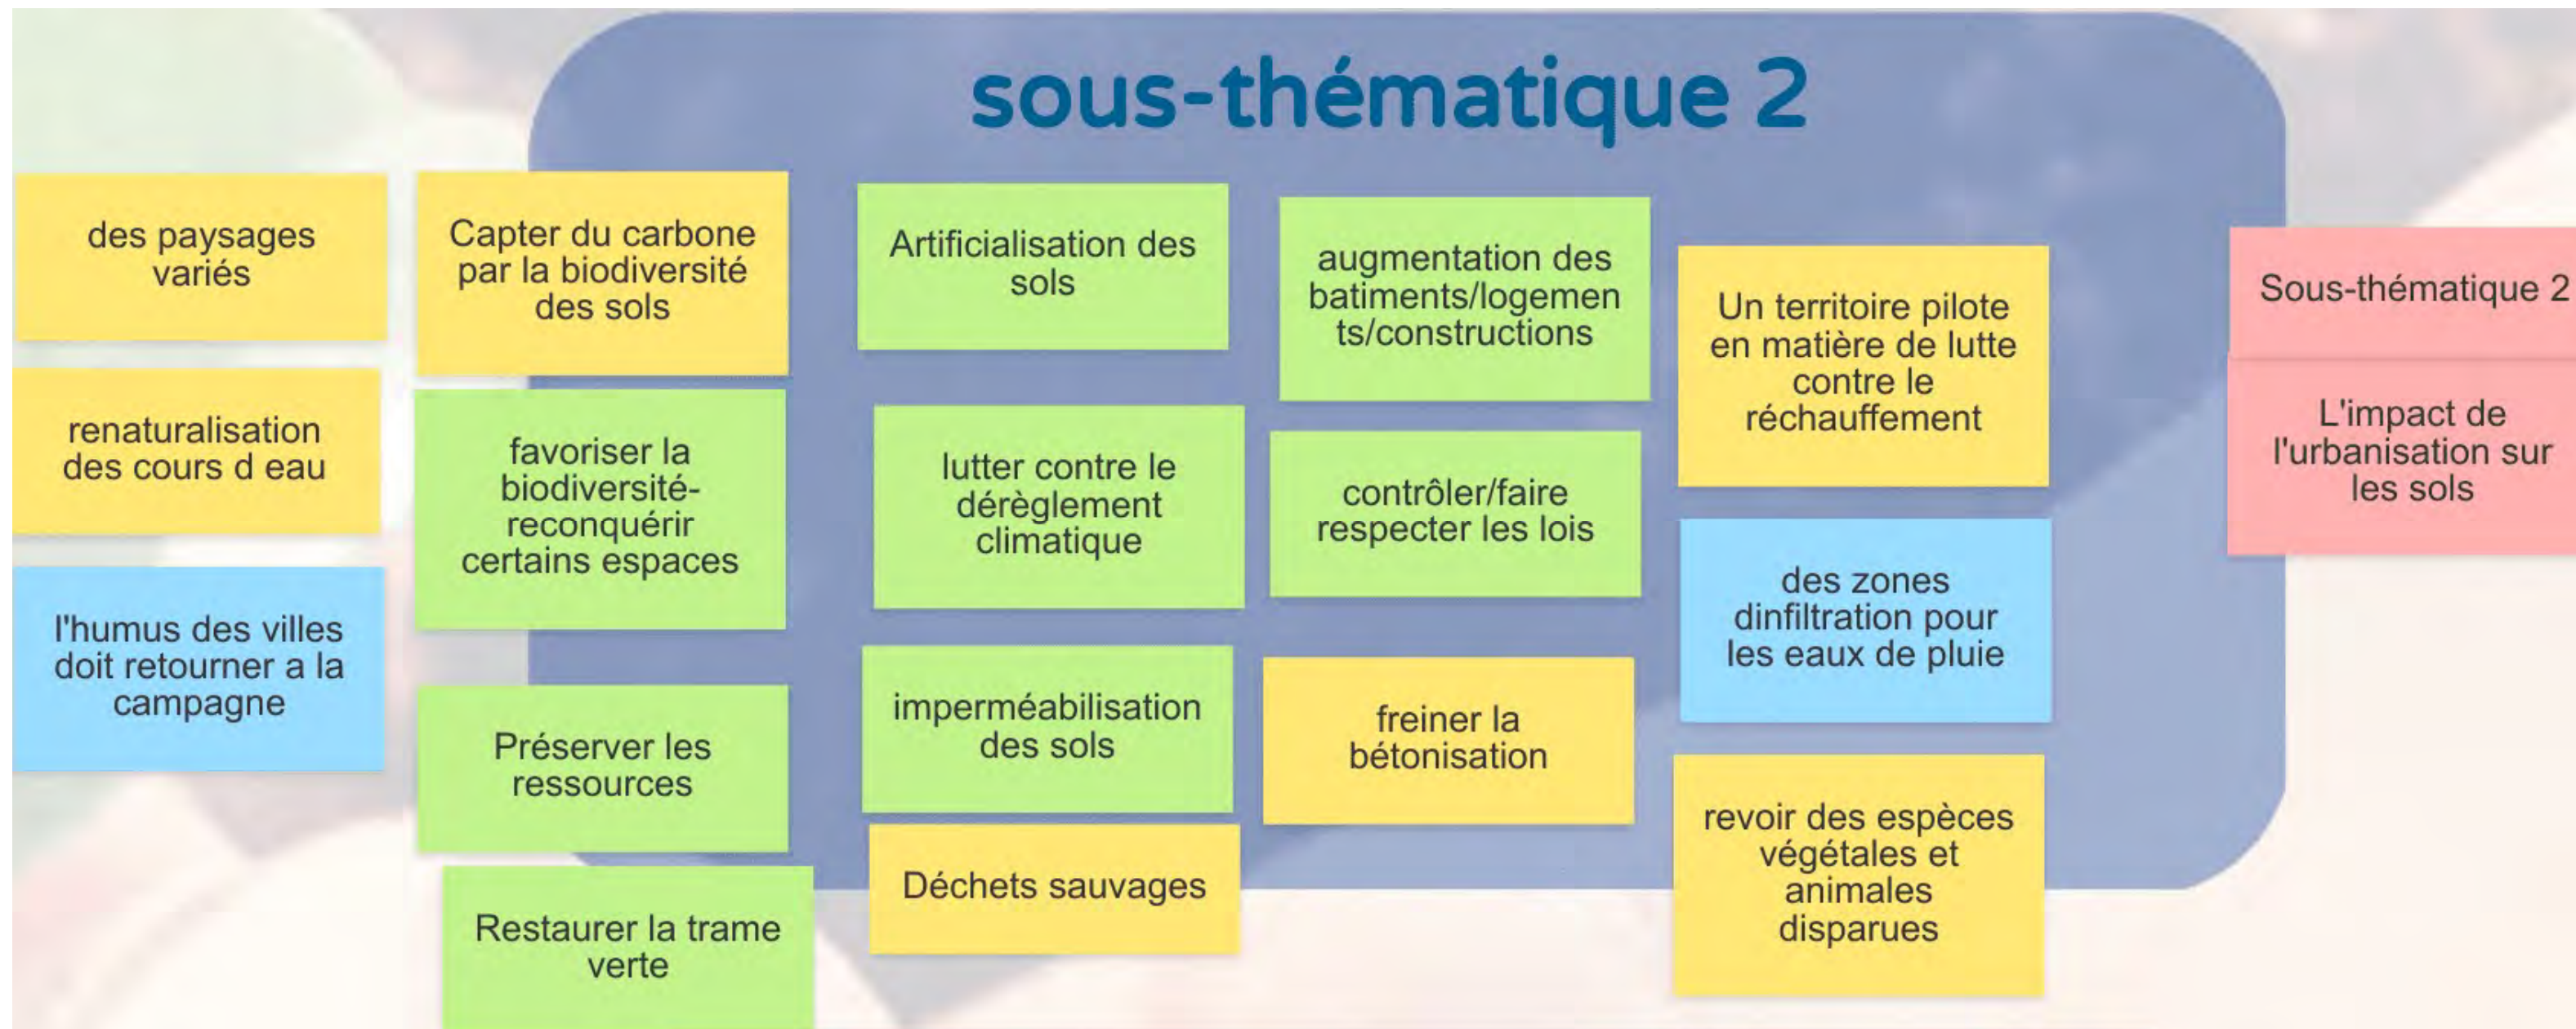 sous-thématique 2
des paysages
variés
renaturalisation
des cours d eau
l'humus des villes
doit retourner a la
campagne
Capter du carbone
par la biodiversité
des sols
favoriser la
biodiversité-
reconquérir
certains espaces
Préserver les
ressources
Restaurer la trame
verte
Artificialisation des
sols
lutter contre le
dérèglement
climatique
imperméabilisation
des sols
Déchets sauvages
augmentation des
batiments/logemen
ts/constructions
contrôler/faire
respecter les lois
freiner la
bétonisation
Un territoire pilote
en matière de lutte
contre le
réchauffement
des zones
dinfiltration pour
les eaux de pluie
revoir des espèces
végétales et
animales
disparues
Sous-thématique 2
L'impact de
l'urbanisation sur
les sols